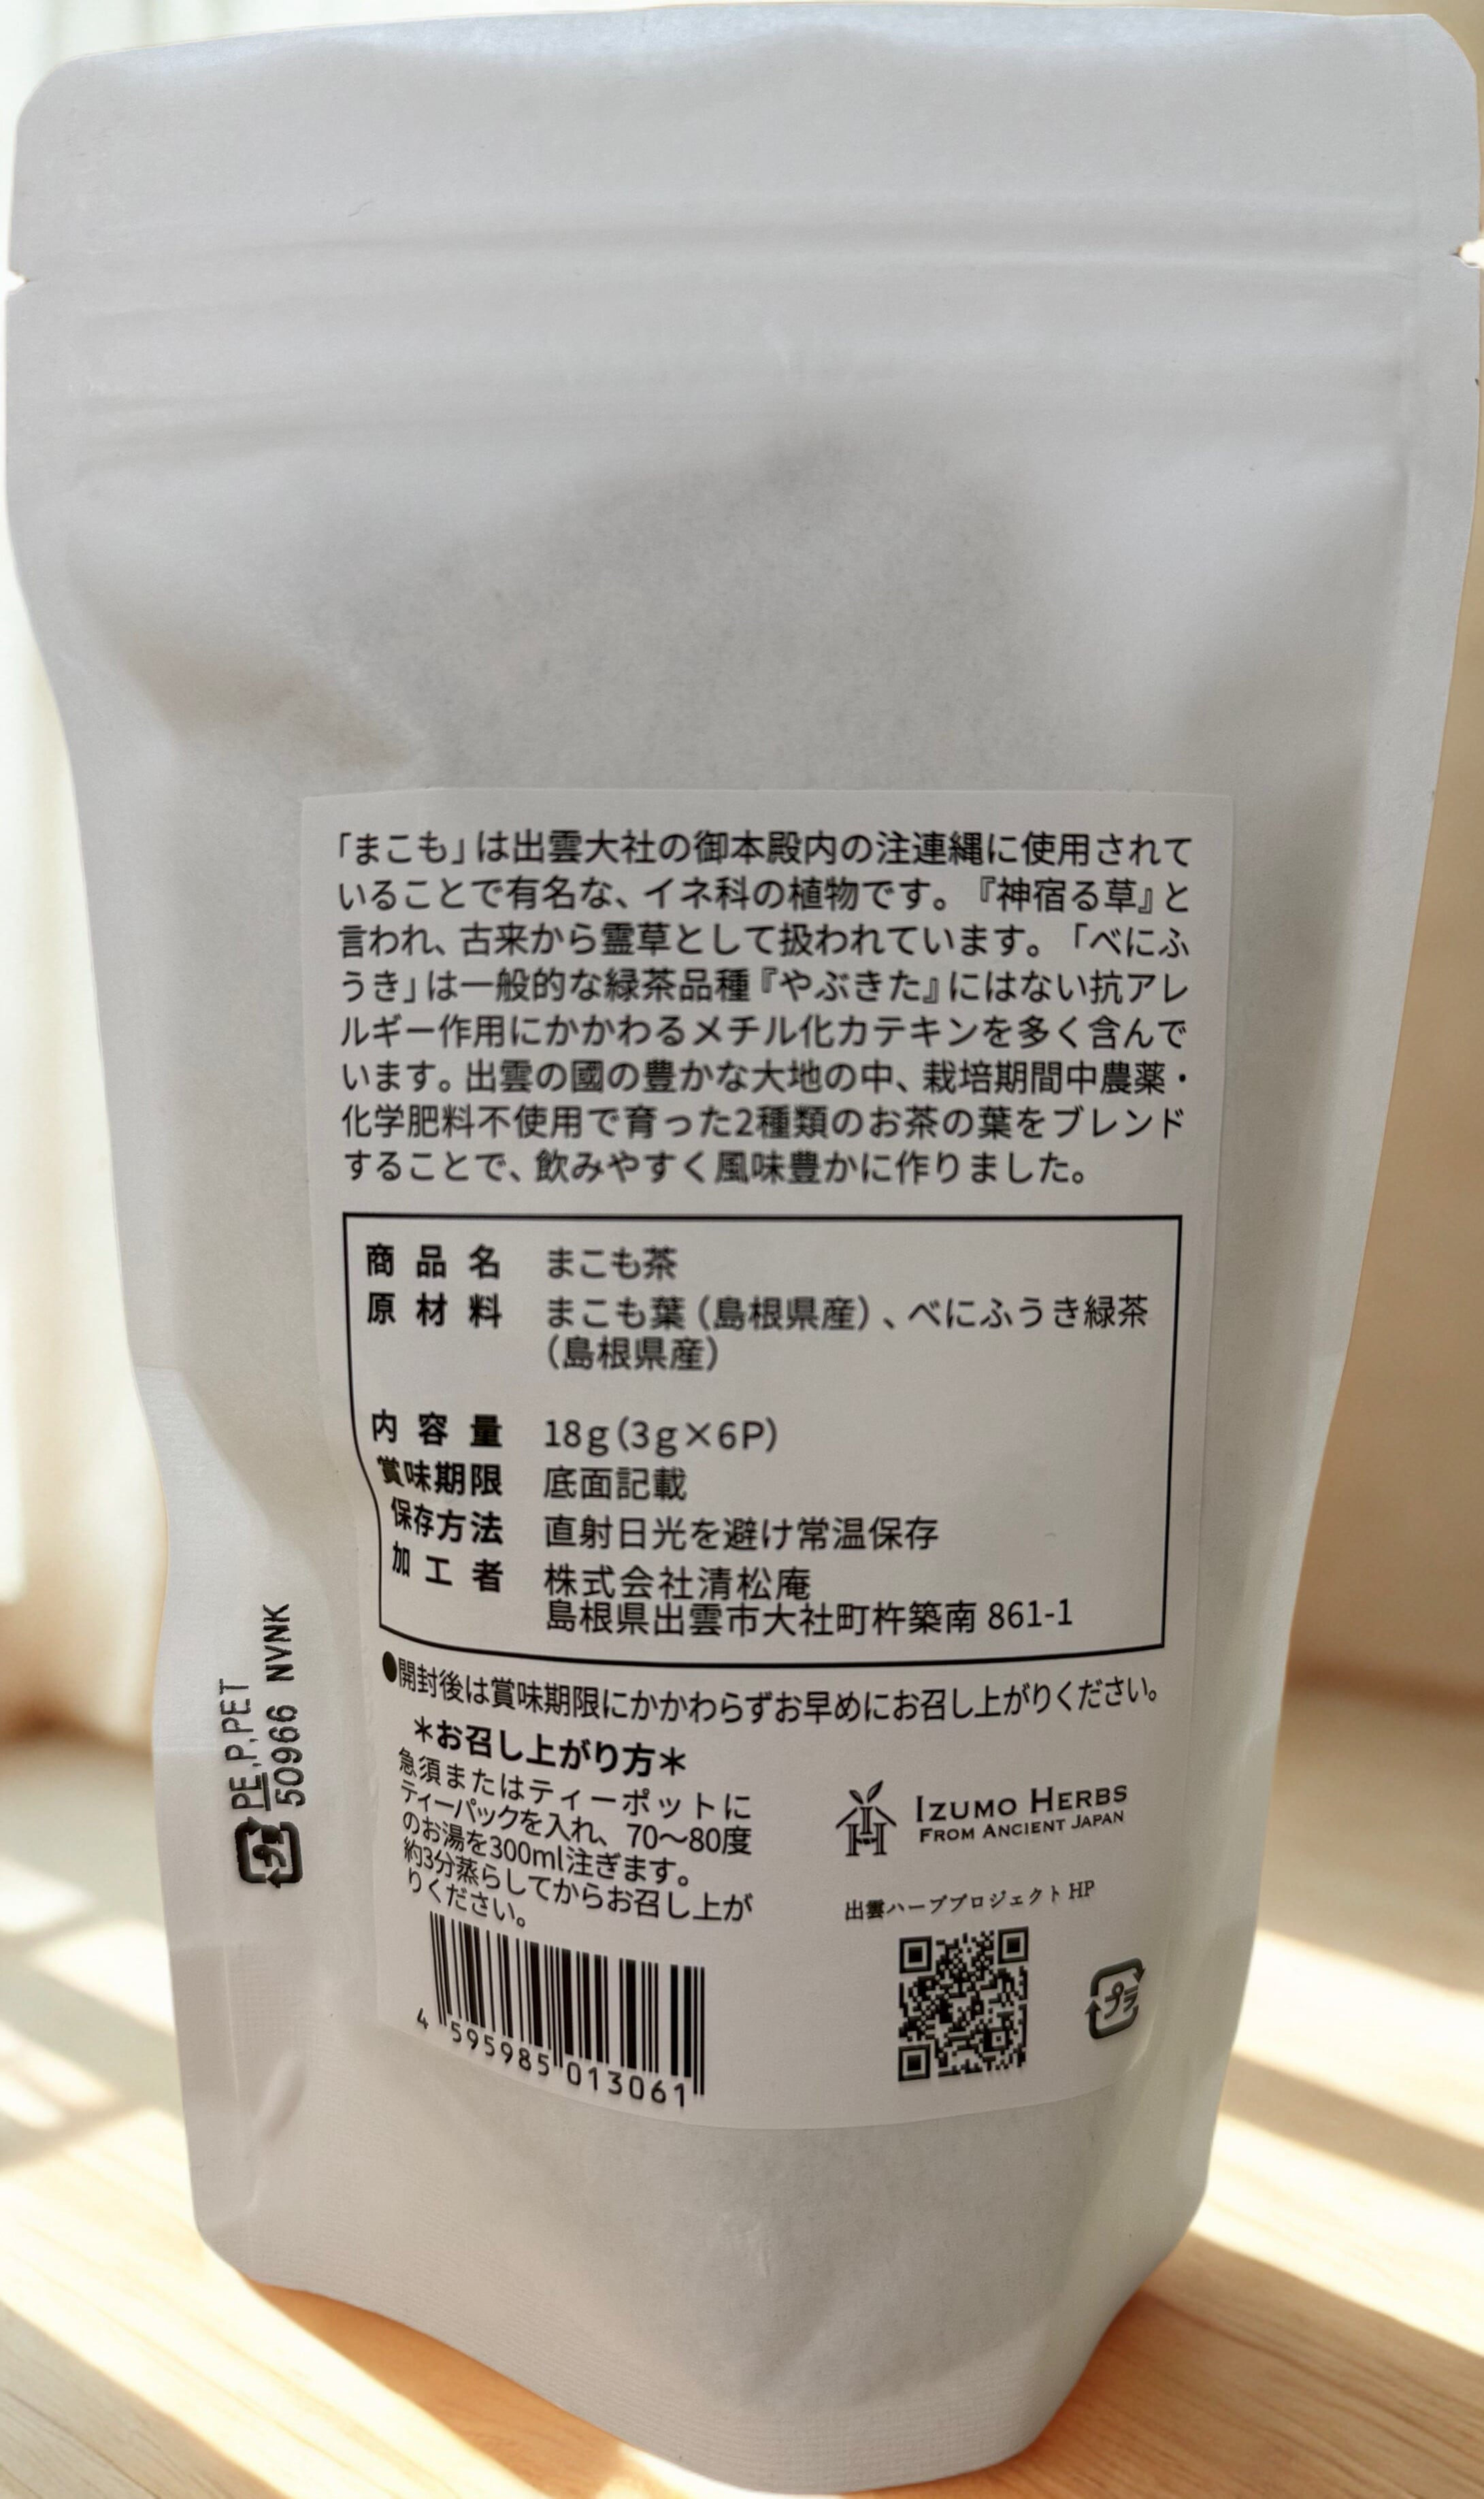 「まこも」は出雲大社の御本殿内の注連縄に使用されて
いることで有名な、イネ科の植物です。『神宿る草』と
言われ、古来から霊草として扱われています。「べにふ
うき」は一般的な緑茶品種『やぶきた』にはない抗アレ
ルギー作用にかかわるメチル化カテキンを多く含んで
います。出雲の國の豊かな大地の中、栽培期間中農薬・
化学肥料不使用で育った2種類のお茶の葉をブレンド
することで、飲みやすく風味豊かに作りました。
商品名 まこも茶
原材料 まこも葉（島根県産）、べにふうき緑茶
（島根県産）
内容量 18g(3g×6P)
賞味期限 底面記載
保存方法 直射日光を避け常温保存
加工者 株式会社清松庵
島根県出雲市大社町杵築南 861-1
●開封後は賞味期限にかかわらずお早めにお召し上がりください。
＊お召し上がり方＊
急須またはティーポットに
ティーパックを入れ、70～80度
のお湯を300ml注ぎます。
約3分蒸らしてからお召し上が
りください。
4 595985 013061
IZUMO HERBS
FROM ANCIENT JAPAN
出雲ハーブプロジェクト HP
プラ
プラ
PE,P,PET
50966 NVNK